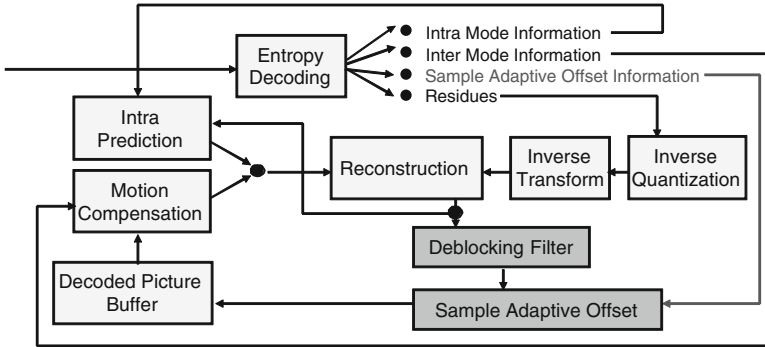 Entropy
Decoding
Intra Mode Information
Inter Mode Information
Sample Adaptive Offset Information
Residues
Intra
Prediction
Reconstruction
Inverse
Transform
Inverse
Quantization
Motion
Compensation
Deblocking Filter
Decoded Picture
Buffer
Sample Adaptive Offset